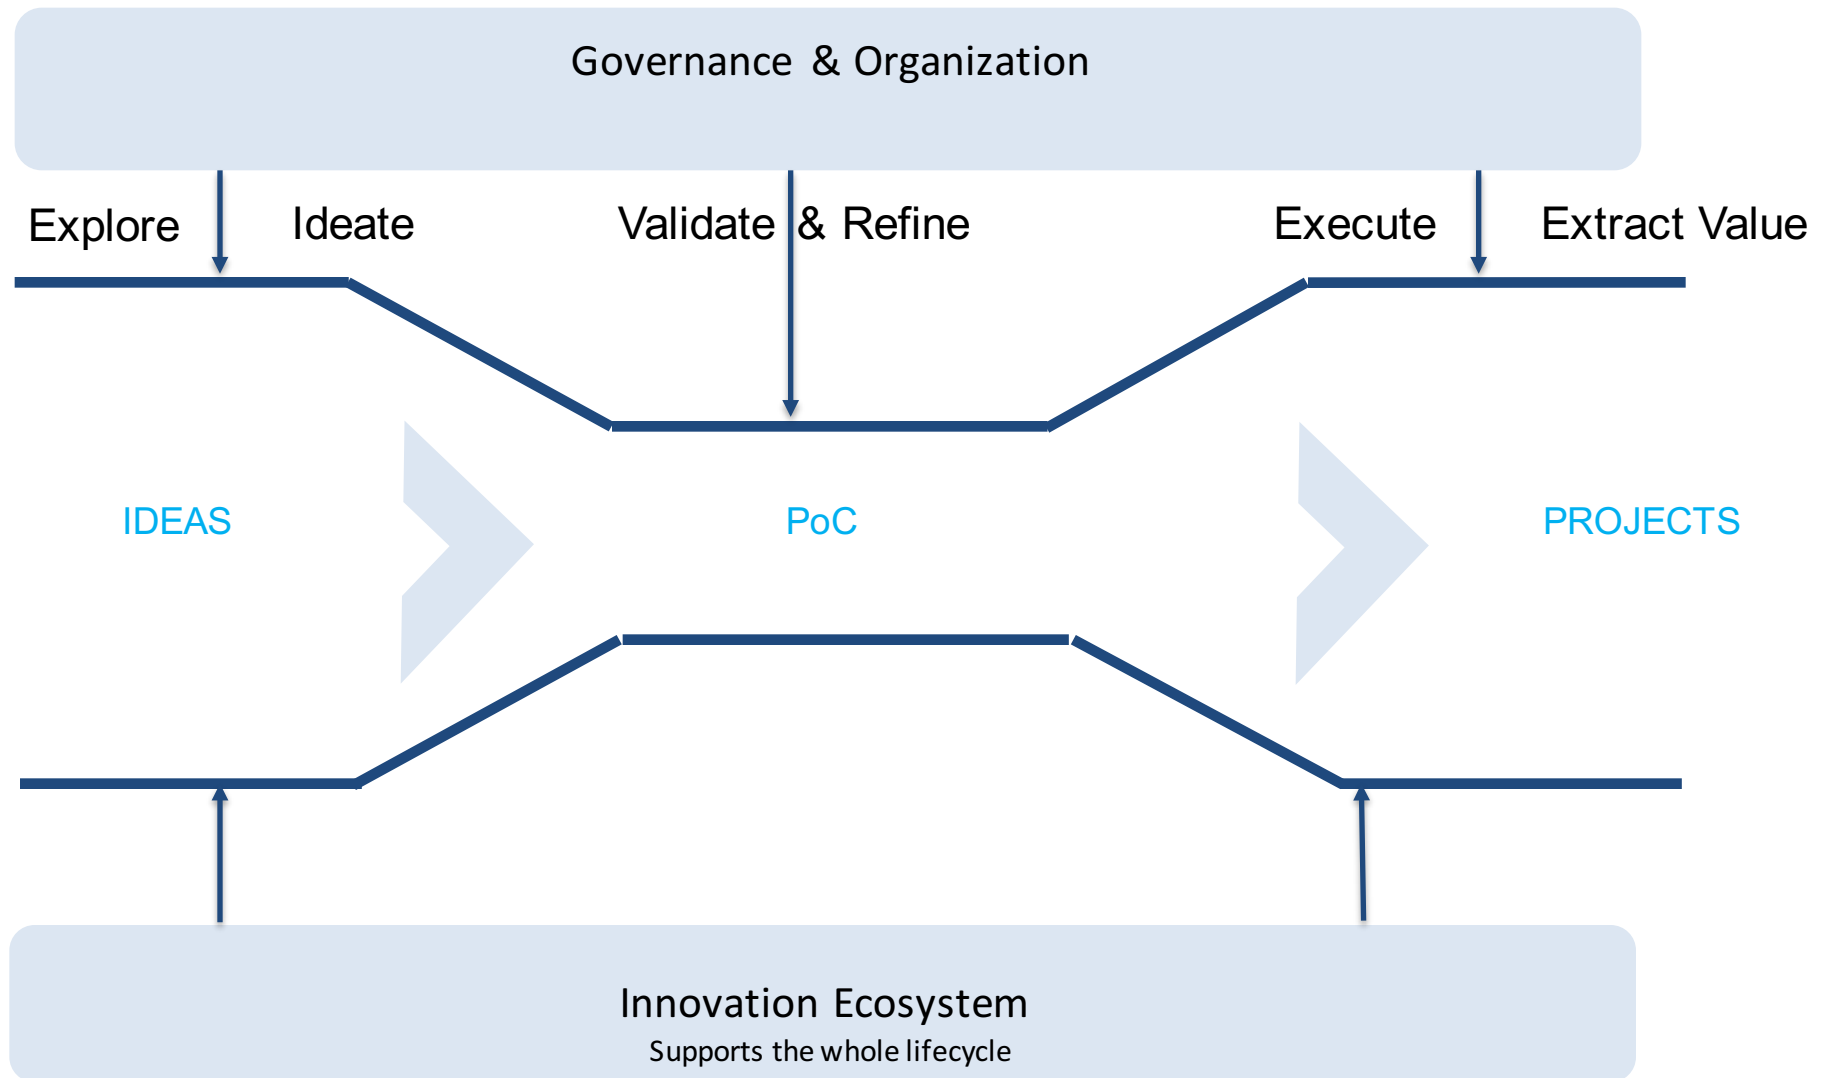 Governance & Organization
Explore
Ideate
Validate & Refine
Execute
Extract Value
IDEAS
PoC
PROJECTS
Innovation Ecosystem
Supports the whole lifecycle